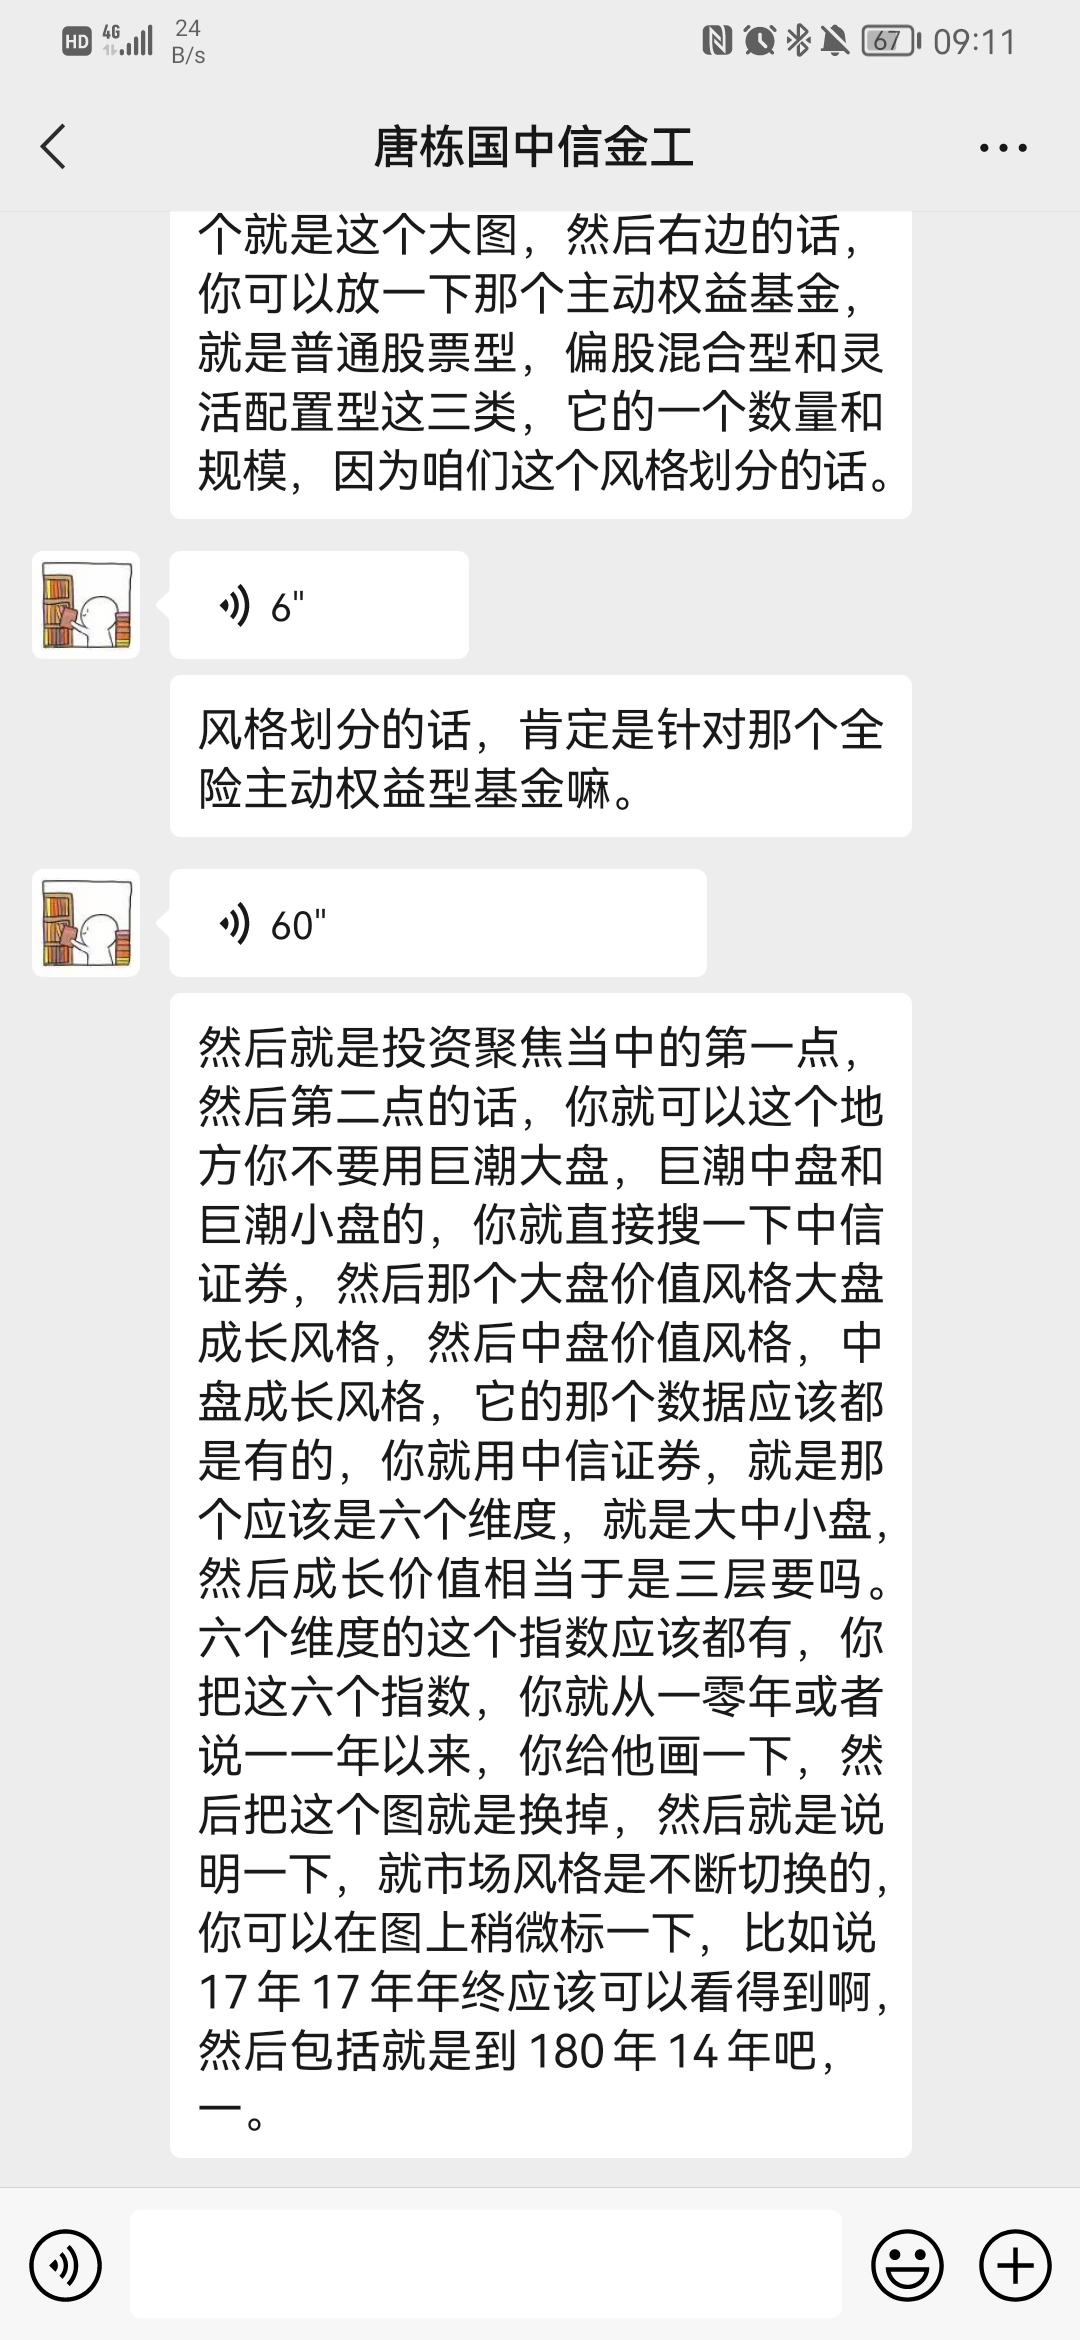 HD 4G 24 B/s 67 09:11
唐栋国中信金工
个就是这个大图，然后右边的话，
你可以放一下那个主动权益基金，
就是普通股票型，偏股混合型和灵
活配置型这三类，它的一个数量和
规模，因为咱们这个风格划分的话。
6"
风格划分的话，肯定是针对那个全
险主动权益型基金嘛。
60"
然后就是投资聚焦当中的第一点，
然后第二点的话，你就可以这个地
方你不要用巨潮大盘，巨潮中盘和
巨潮小盘的，你就直接搜一下中信
证券，然后那个大盘价值风格大盘
成长风格，然后中盘价值风格，中
盘成长风格，它的那个数据应该都
是有的，你就用中信证券，就是那
个应该是六个维度，就是大中小盘，
然后成长价值相当于是三层要吗。
六个维度的这个指数应该都有，你
把这六个指数，你就从一零年或者
说一一年以来，你给他画一下，然
后把这个图就是换掉，然后就是说
明一下，就市场风格是不断切换的，
你可以在图上稍微标一下，比如说
17年17年年终应该可以看得到啊，
然后包括就是到180年14年吧，
一。